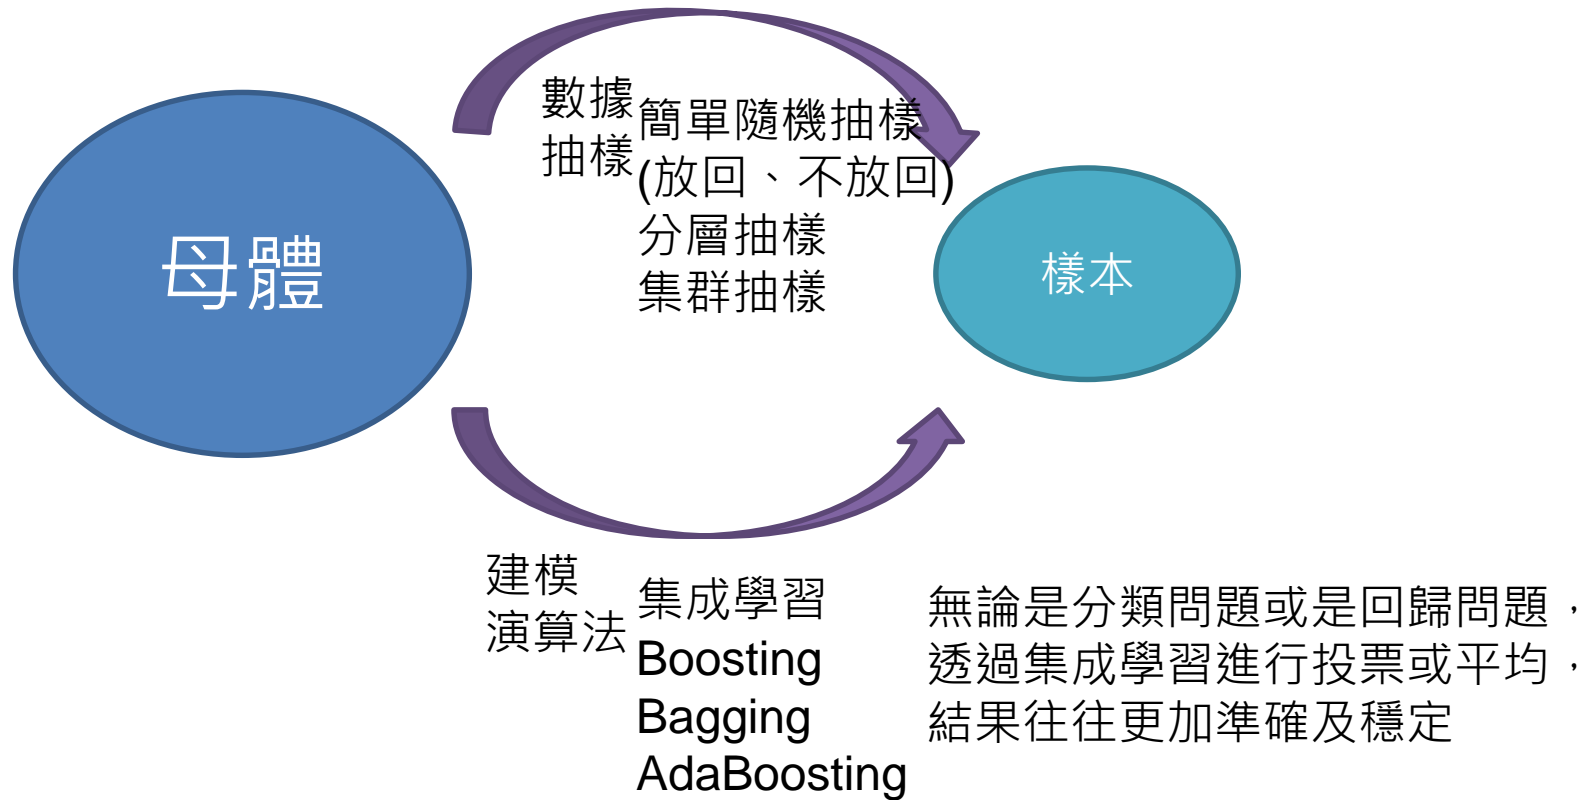 母體
數據
抽樣
簡單隨機抽樣
(放回、不放回)
分層抽樣
集群抽樣
樣本
建模
演算法
集成學習
Boosting
Bagging
AdaBoosting
無論是分類問題或是回歸問題，
透過集成學習進行投票或平均，
結果往往更加準確及穩定